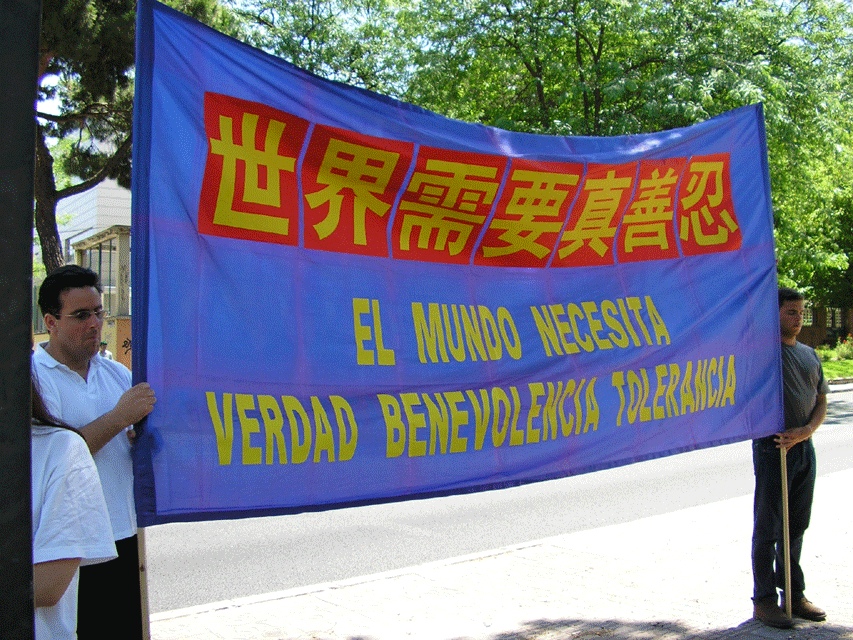 世界需要真善忍
EL MUNDO NECESITA
VERDAD BENEVOLENCIA TOLERANCIA